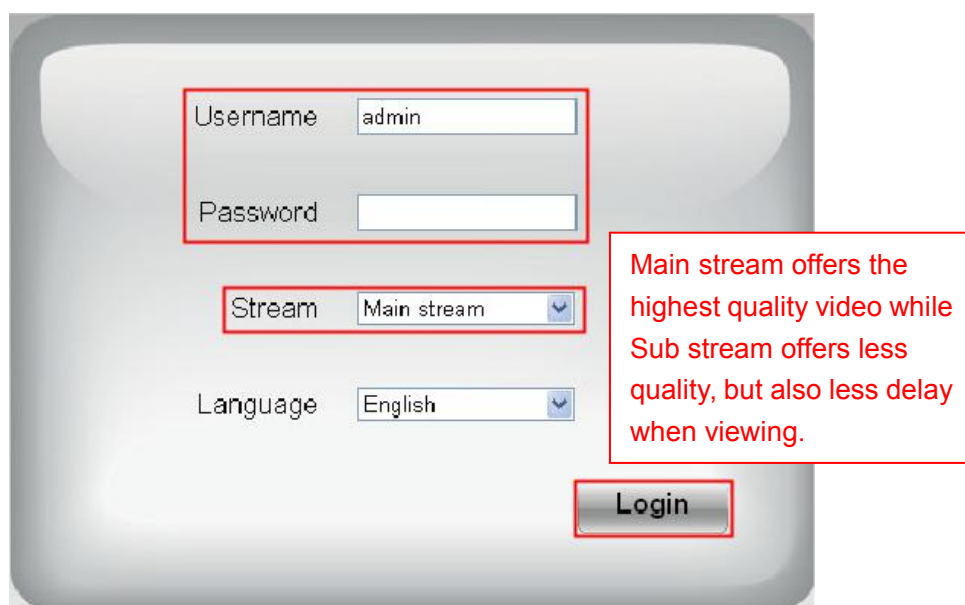 Username admin
Password
Main stream offers the
highest quality video while
Sub stream offers less
quality, but also less delay
when viewing.
Stream Main stream
Language English
Login